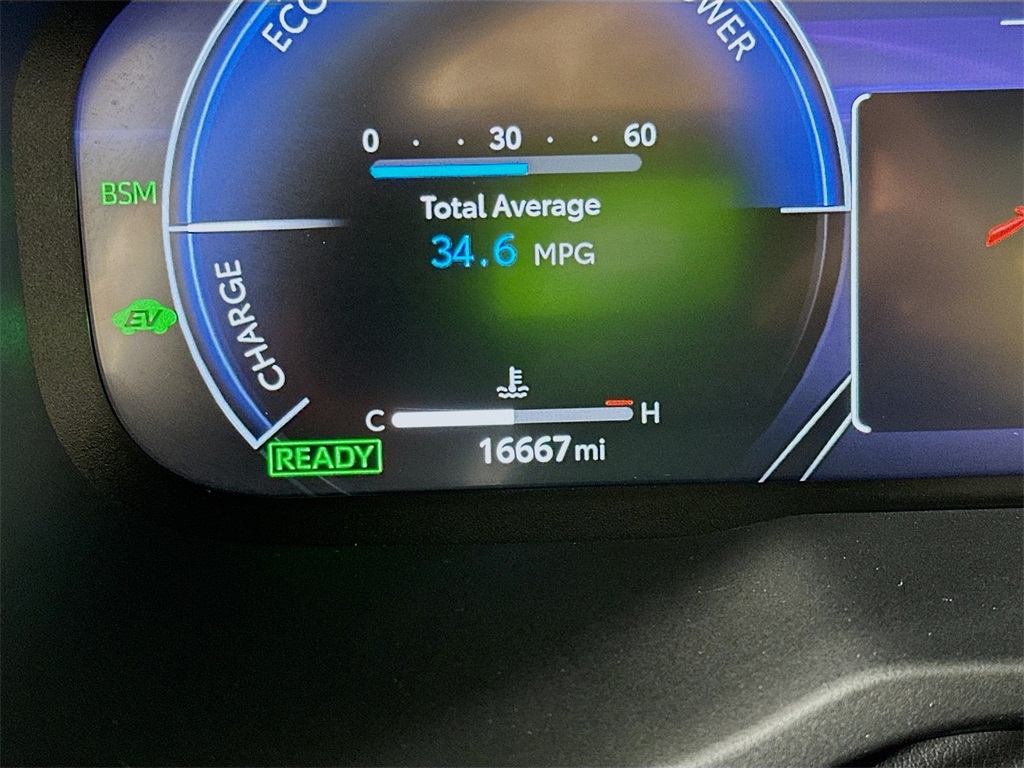 ECO
POWER
0 · · 30 · · 60
BSM
Total Average
34.6 MPG
CHARGE
EV
C H
READY
16667 mi